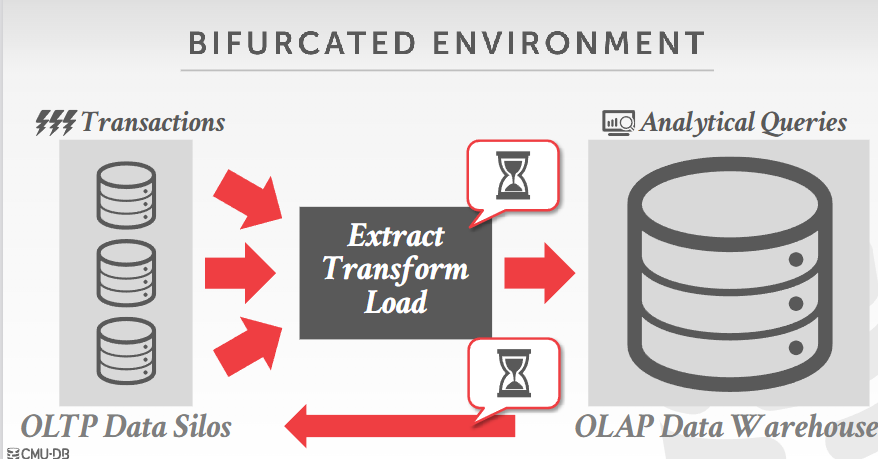 BIFURCATED ENVIRONMENT
Transactions
Analytical Queries
Extract
Transform
Load
OLTP Data Silos
OLAP Data Warehouse
CMU-DB